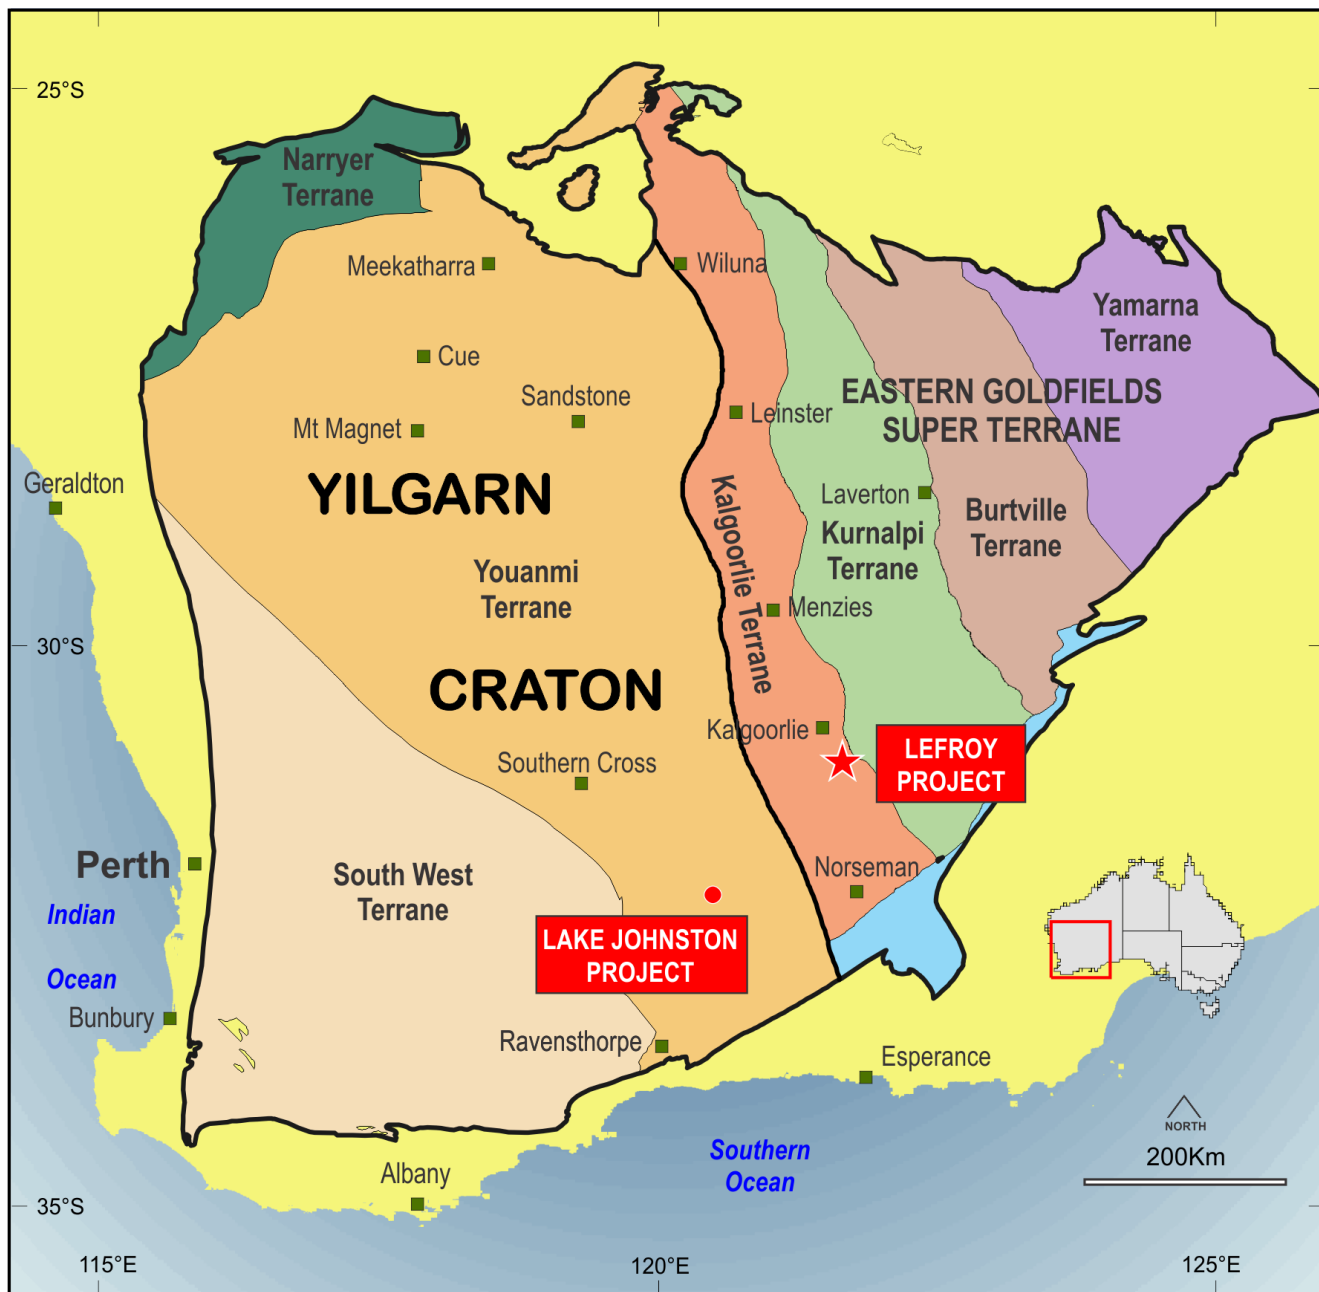 25°S
Narryer
Terrane
Meekatharra
Wiluna
Yamarna
Terrane
Cue
Sandstone
Mt Magnet
Leinster
EASTERN GOLDFIELDS
SUPER TERRANE
Geraldton
YILGARN
Kalgoorlie Terrane
Laverton
Kurnalpi
Terrane
Burtville
Terrane
Youanmi
Terrane
Menzies
30°S
CRATON
Kalgoorlie
LEFROY
PROJECT
Southern Cross
Perth
South West
Terrane
Norseman
Indian
Ocean
LAKE JOHNSTON
PROJECT
Bunbury
Ravensthorpe
Esperance
NORTH
200Km
Southern
Ocean
Albany
35°S
115°E
120°E
125°E